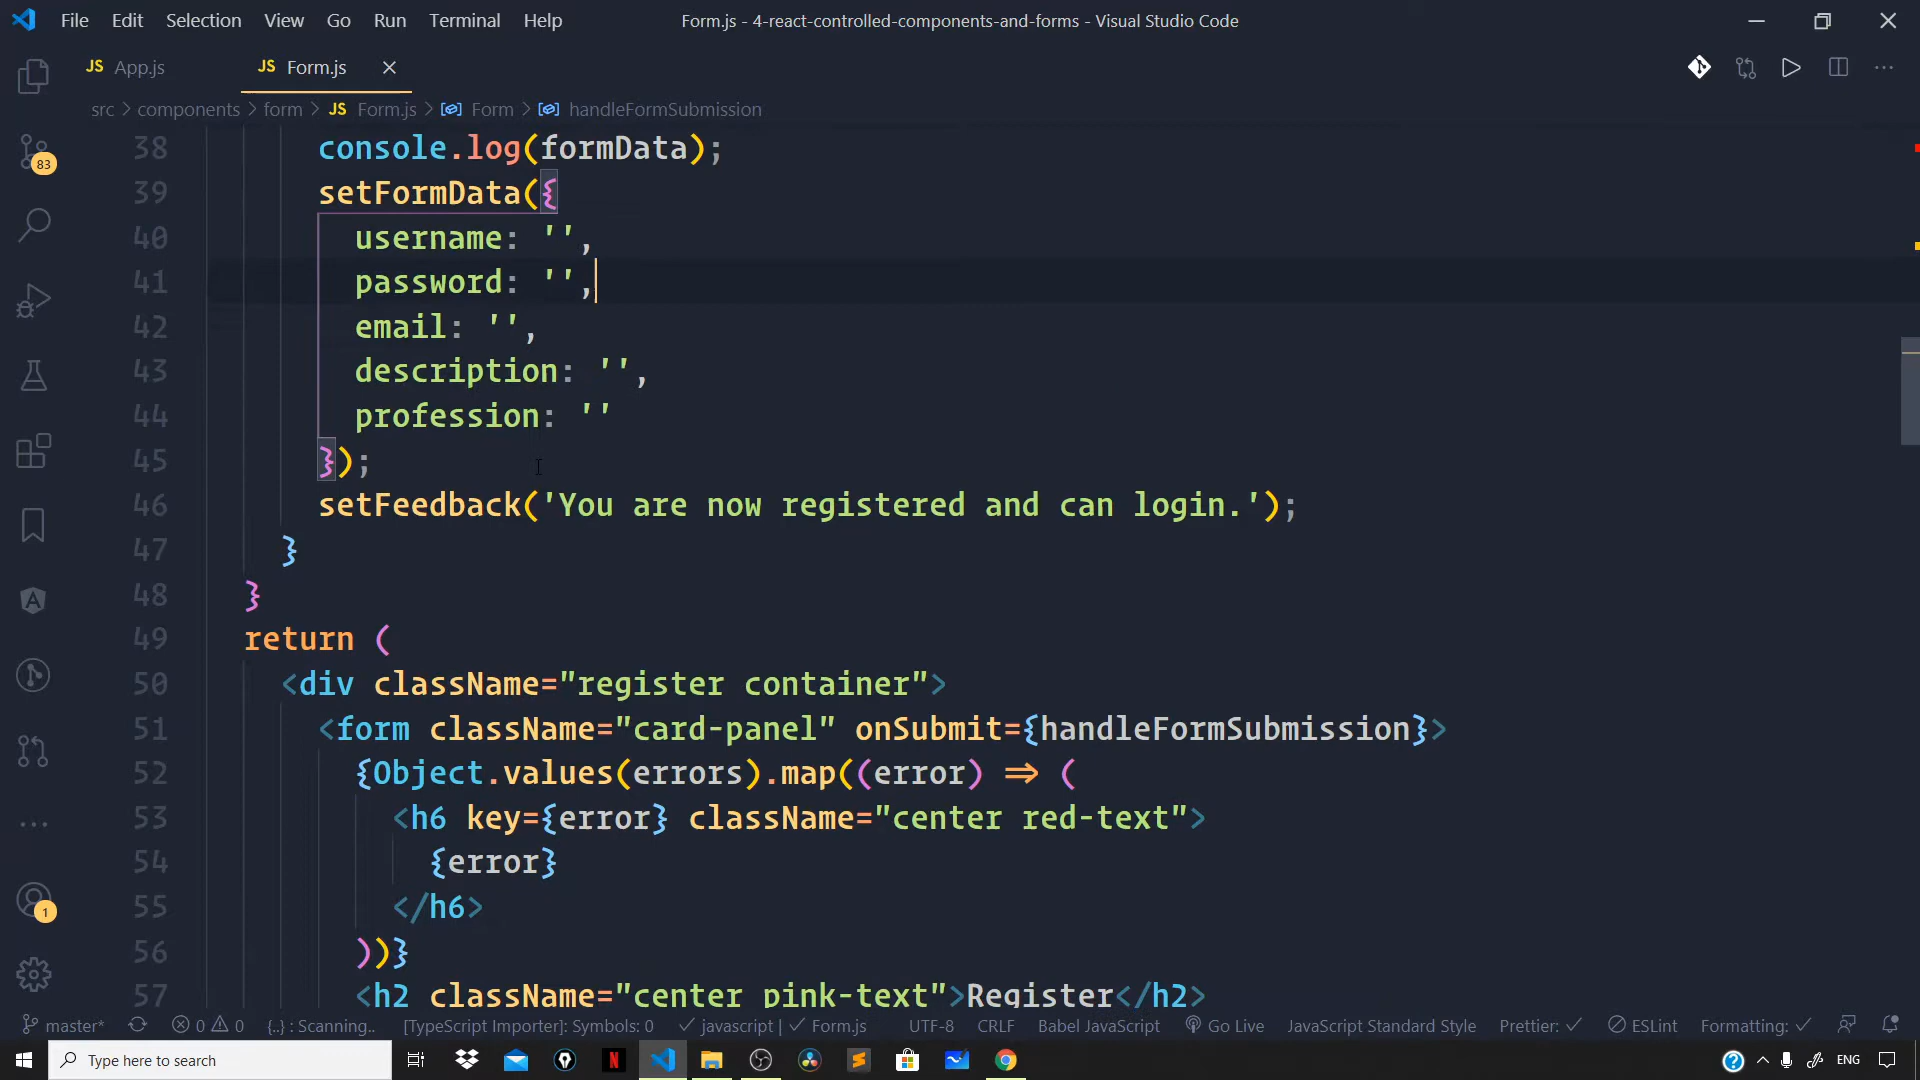 File Edit Selection View Go Run Terminal Help Form.js - 4-react-controlled-components-and-forms - Visual Studio Code
JS App.js JS Form.js
src > components > form > JS Form.js > Form > handleFormSubmission
38 console.log(formData);
39 setFormData({
40 username: '',
41 password: '',
42 email: '',
43 description: '',
44 profession: ''
45 });
46 setFeedback('You are now registered and can login.');
47 }
48 }
49 return (
50 <div className="register container">
51 <form className="card-panel" onSubmit={handleFormSubmission}>
52 {Object.values(errors).map((error) => (
53 <h6 key={error} className="center red-text">
54 {error}
55 </h6>
56 ))}
57 <h2 className="center pink-text">Register</h2>
83
1
master* 0 0 {..} : Scanning.. [TypeScript Importer]: Symbols: 0 javascript | Form.js UTF-8 CRLF Babel JavaScript Go Live JavaScript Standard Style Prettier: ESLint Formatting:
Type here to search N S ? ENG